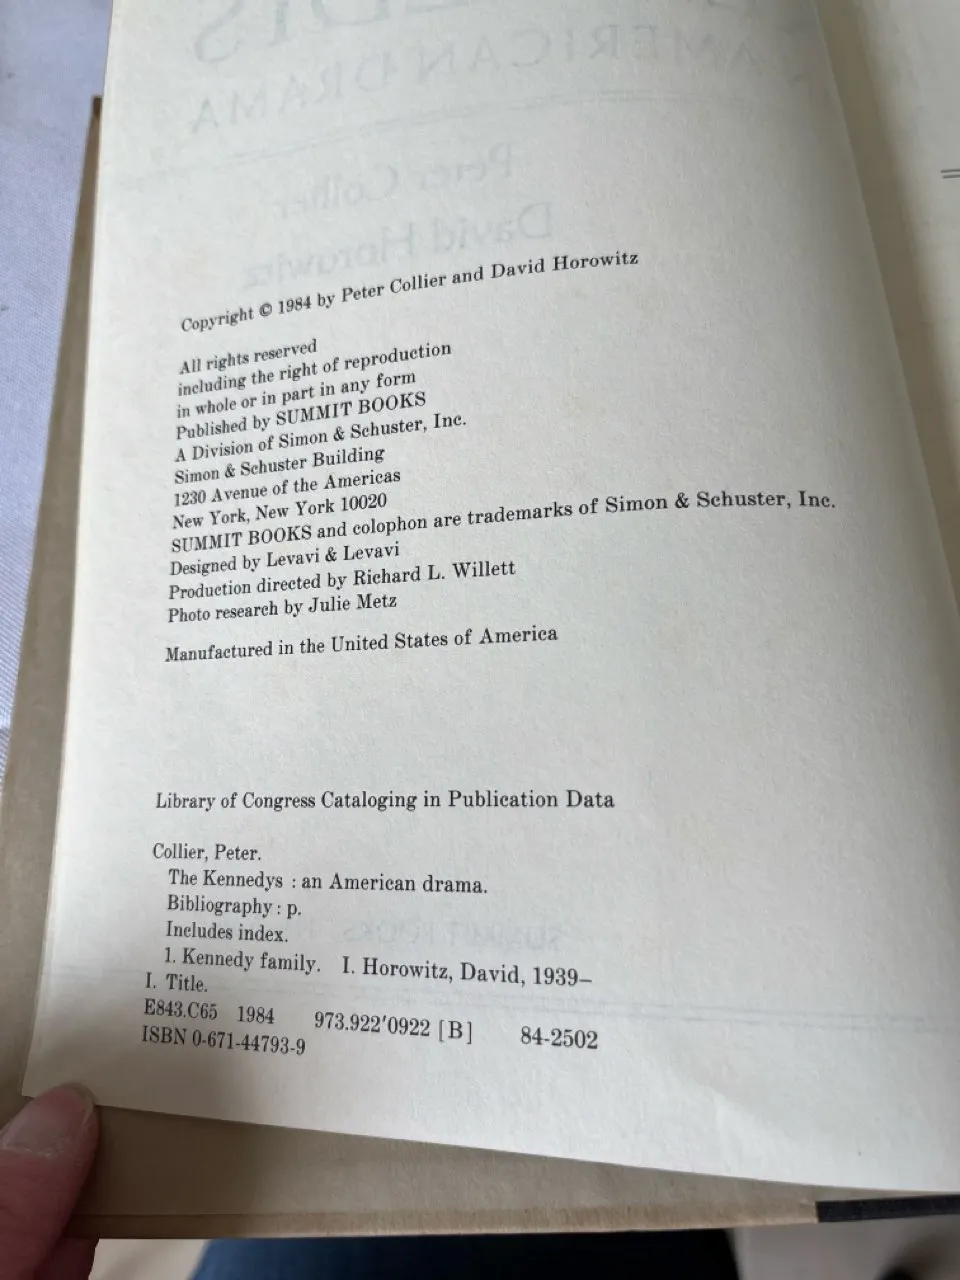 Copyright © 1984 by Peter Collier and David Horowitz
All rights reserved
including the right of reproduction
in whole or in part in any form
Published by SUMMIT BOOKS
A Division of Simon & Schuster, Inc.
Simon & Schuster Building
1230 Avenue of the Americas
New York, New York 10020
SUMMIT BOOKS and colophon are trademarks of Simon & Schuster, Inc.
Designed by Levavi & Levavi
Production directed by Richard L. Willett
Photo research by Julie Metz
Manufactured in the United States of America
Library of Congress Cataloging in Publication Data
Collier, Peter.
The Kennedys : an American drama.
Bibliography : p.
Includes index.
1. Kennedy family. I. Horowitz, David, 1939–
I. Title.
E843.C65 1984 973.922′0922 [B] 84-2502
ISBN 0-671-44793-9